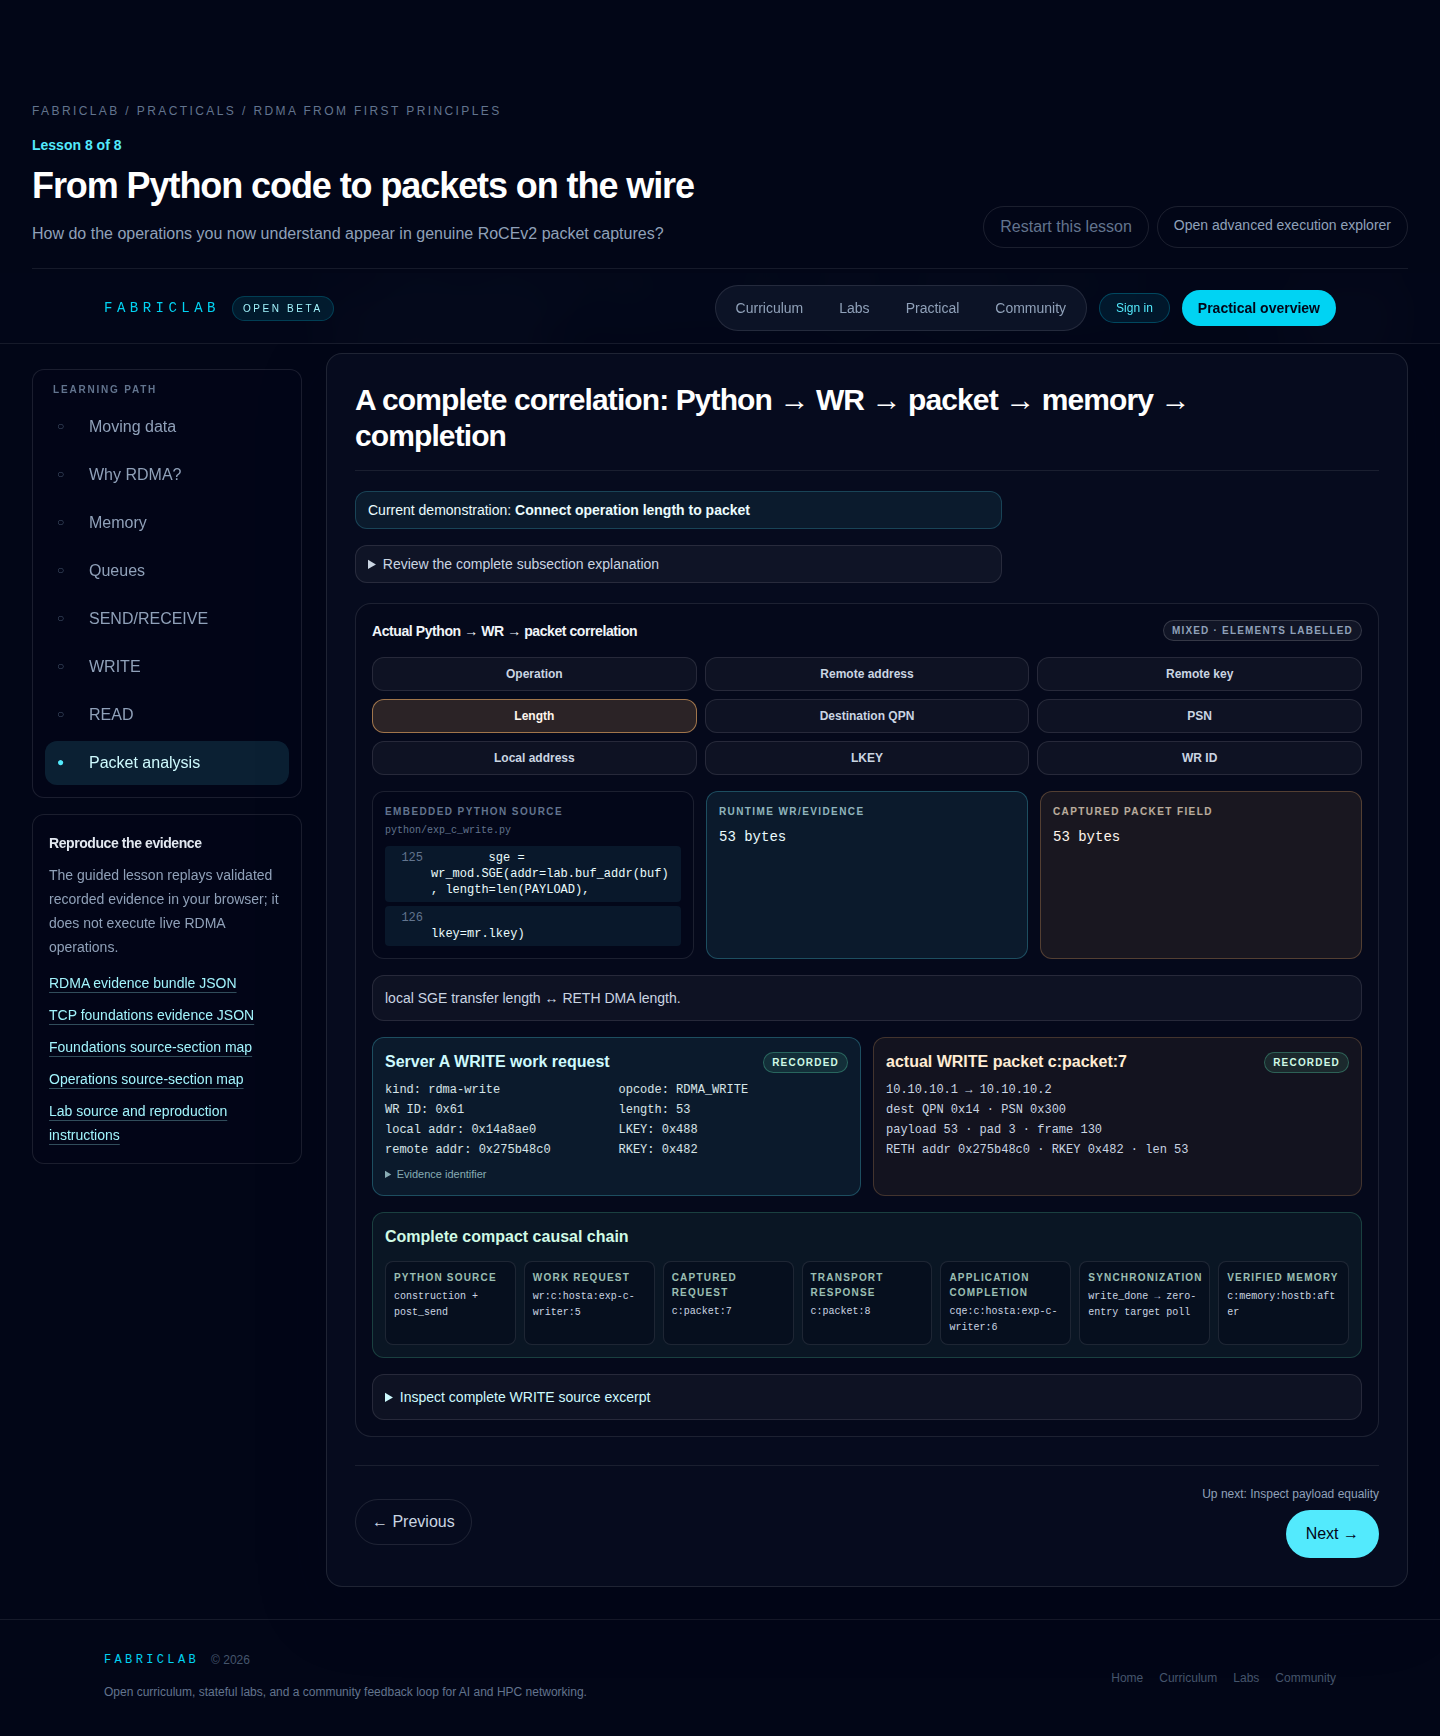 FABRICLAB / PRACTICALS / RDMA FROM FIRST PRINCIPLES
Lesson 8 of 8
From Python code to packets on the wire
How do the operations you now understand appear in genuine RoCEv2 packet captures?
Restart this lesson
Open advanced execution explorer
FABRICLAB
OPEN BETA
Curriculum
Labs
Practical
Community
Sign in
Practical overview
LEARNING PATH
○ Moving data
○ Why RDMA?
○ Memory
○ Queues
○ SEND/RECEIVE
○ WRITE
○ READ
● Packet analysis
Reproduce the evidence
The guided lesson replays validated
recorded evidence in your browser; it
does not execute live RDMA
operations.
RDMA evidence bundle JSON
TCP foundations evidence JSON
Foundations source-section map
Operations source-section map
Lab source and reproduction
instructions
A complete correlation: Python → WR → packet → memory →
completion
Current demonstration: Connect operation length to packet
▶ Review the complete subsection explanation
Actual Python → WR → packet correlation
MIXED · ELEMENTS LABELLED
Operation
Remote address
Remote key
Length
Destination QPN
PSN
Local address
LKEY
WR ID
EMBEDDED PYTHON SOURCE
python/exp_c_write.py
125 sge =
wr_mod.SGE(addr=lab.buf_addr(buf)
, length=len(PAYLOAD),
126
lkey=mr.lkey)
RUNTIME WR/EVIDENCE
53 bytes
CAPTURED PACKET FIELD
53 bytes
local SGE transfer length ↔ RETH DMA length.
Server A WRITE work request
RECORDED
kind: rdma-write
opcode: RDMA_WRITE
WR ID: 0x61
length: 53
local addr: 0x14a8ae0
LKEY: 0x488
remote addr: 0x275b48c0
RKEY: 0x482
▶ Evidence identifier
actual WRITE packet c:packet:7
RECORDED
10.10.10.1 → 10.10.10.2
dest QPN 0x14 · PSN 0x300
payload 53 · pad 3 · frame 130
RETH addr 0x275b48c0 · RKEY 0x482 · len 53
Complete compact causal chain
PYTHON SOURCE
construction +
post_send
WORK REQUEST
wr:c:hosta:exp-c-
writer:5
CAPTURED
REQUEST
c:packet:7
TRANSPORT
RESPONSE
c:packet:8
APPLICATION
COMPLETION
cqe:c:hosta:exp-c-
writer:6
SYNCHRONIZATION
write_done → zero-
entry target poll
VERIFIED MEMORY
c:memory:hostb:aft
er
▶ Inspect complete WRITE source excerpt
← Previous
Up next: Inspect payload equality
Next →
FABRICLAB © 2026
Open curriculum, stateful labs, and a community feedback loop for AI and HPC networking.
Home
Curriculum
Labs
Community